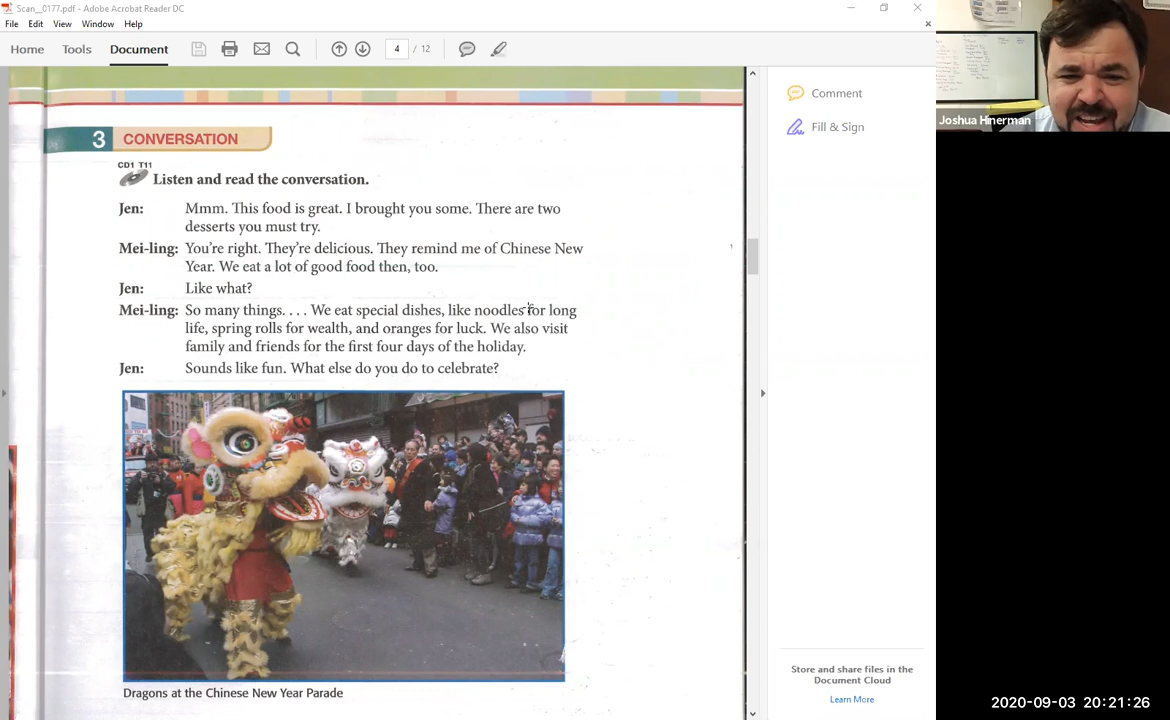 Scan__0177.pdf - Adobe Acrobat Reader DC
File Edit View Window Help
Home Tools Document 4 / 12
3 CONVERSATION
CD1 T11
Listen and read the conversation.
Jen: Mmm. This food is great. I brought you some. There are two
desserts you must try.
Mei-ling: You're right. They're delicious. They remind me of Chinese New
Year. We eat a lot of good food then, too.
Jen: Like what?
Mei-ling: So many things. . . . We eat special dishes, like noodles for long
life, spring rolls for wealth, and oranges for luck. We also visit
family and friends for the first four days of the holiday.
Jen: Sounds like fun. What else do you do to celebrate?
Dragons at the Chinese New Year Parade
Comment
Fill & Sign
Store and share files in the
Document Cloud
Learn More
Joshua Hinerman
2020-09-03 20:21:26